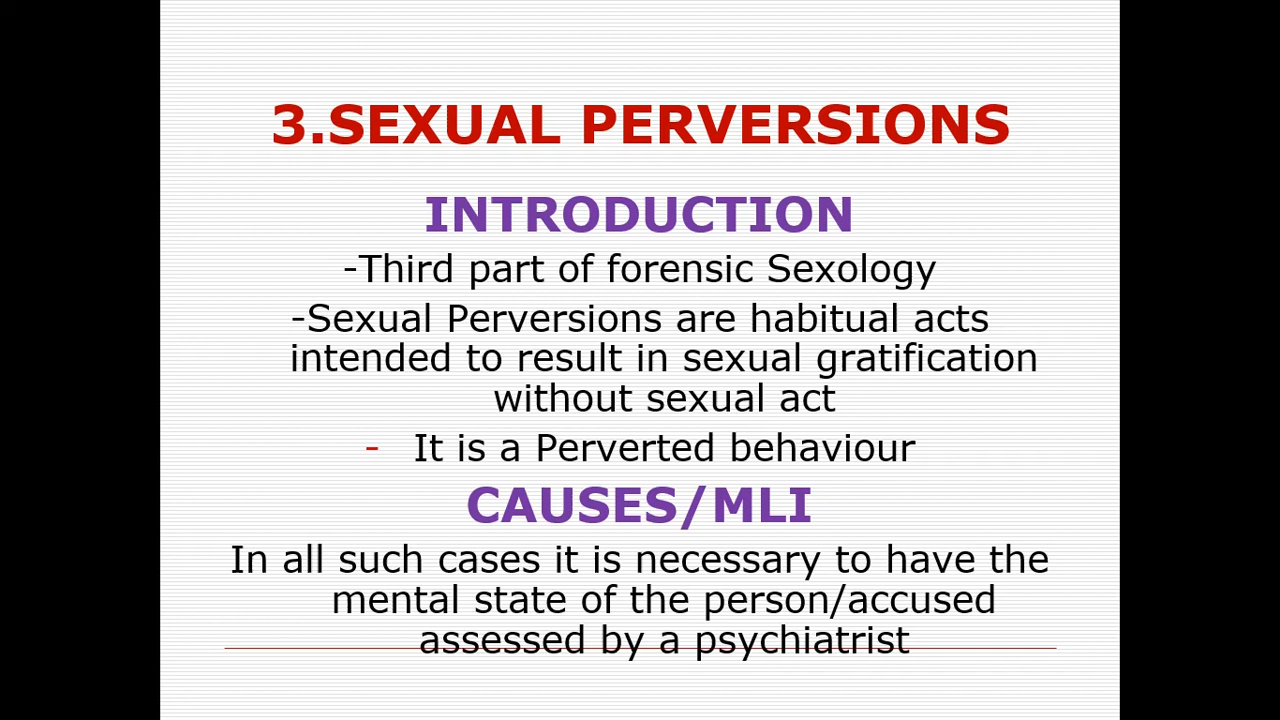 3.SEXUAL PERVERSIONS
INTRODUCTION
-Third part of forensic Sexology
-Sexual Perversions are habitual acts
intended to result in sexual gratification
without sexual act
- It is a Perverted behaviour
CAUSES/MLI
In all such cases it is necessary to have the
mental state of the person/accused
assessed by a psychiatrist